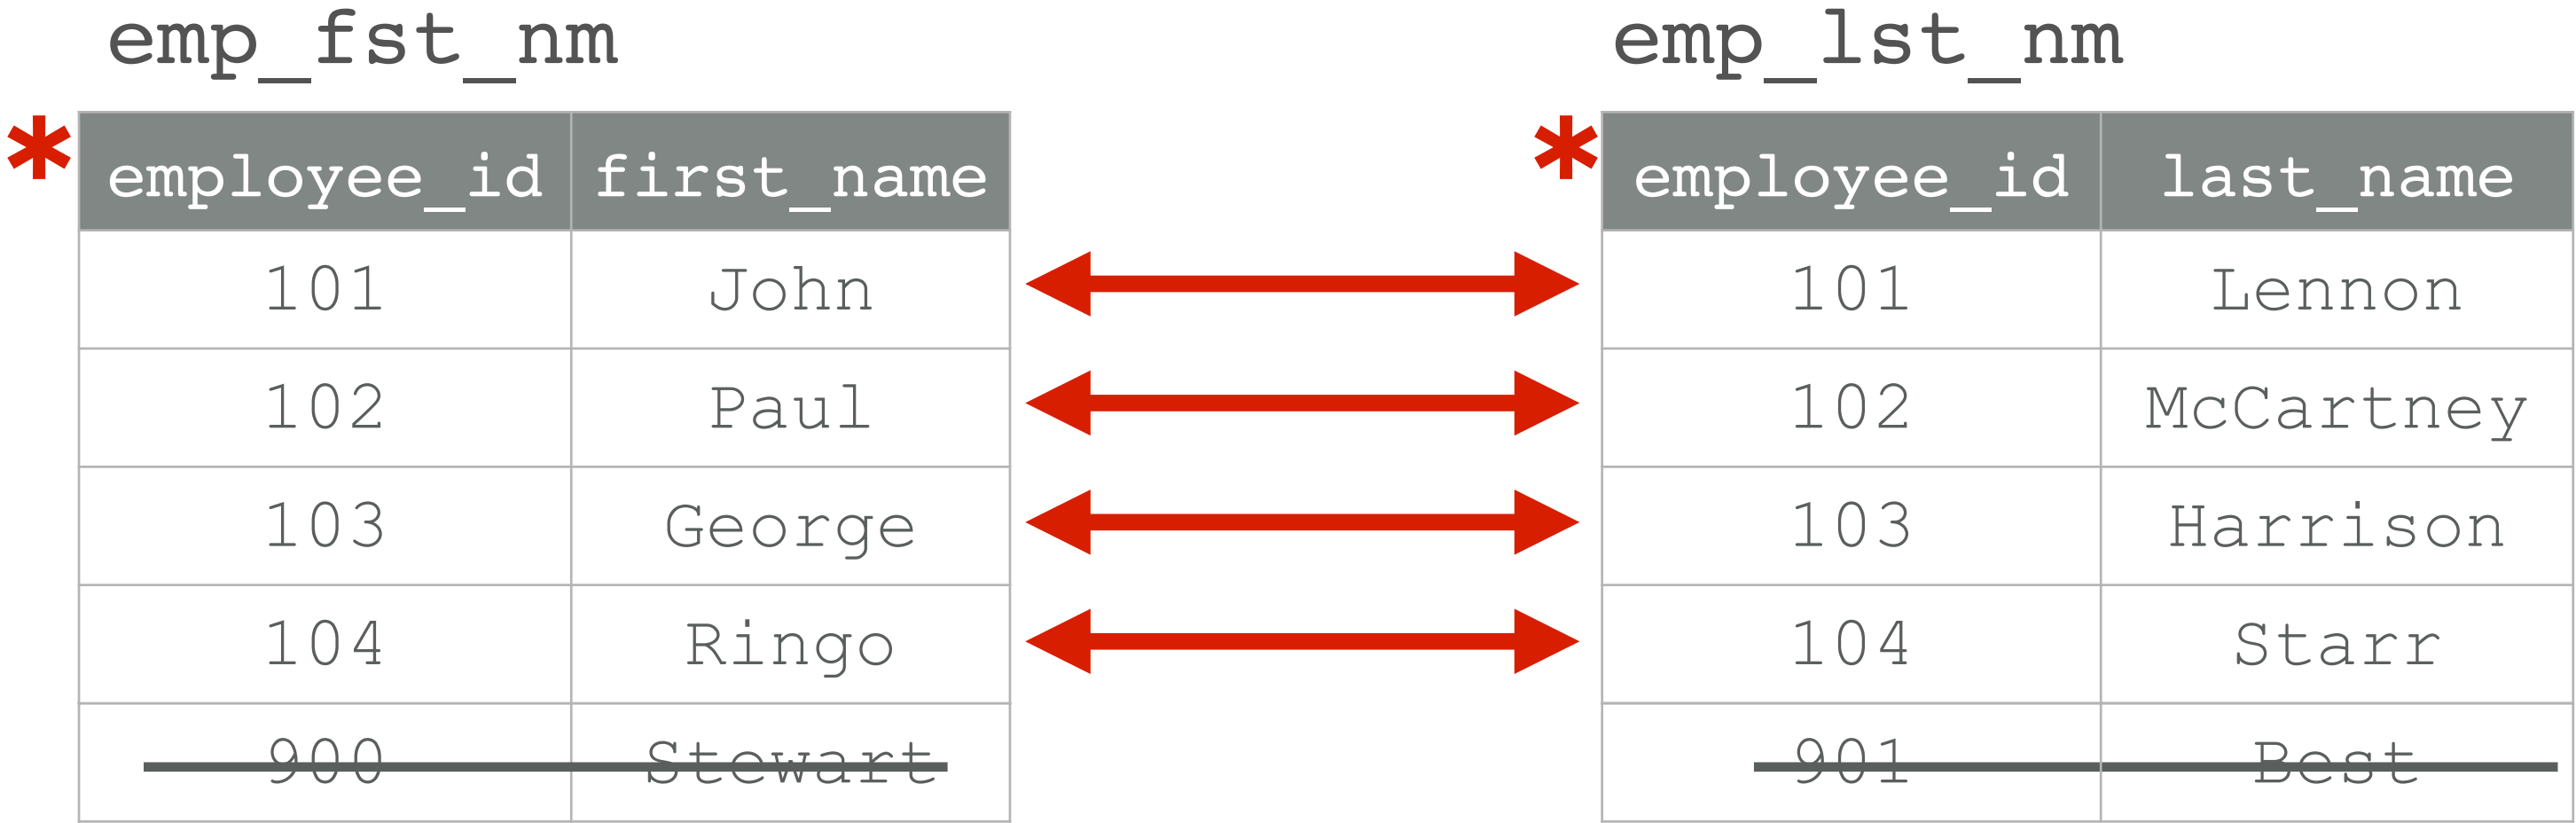 emp_fst_nm emp_lst_nm
* employee_id first_name * employee_id last_name
101 John 101 Lennon
102 Paul 102 McCartney
103 George 103 Harrison
104 Ringo 104 Starr
900 Stewart 901 Best